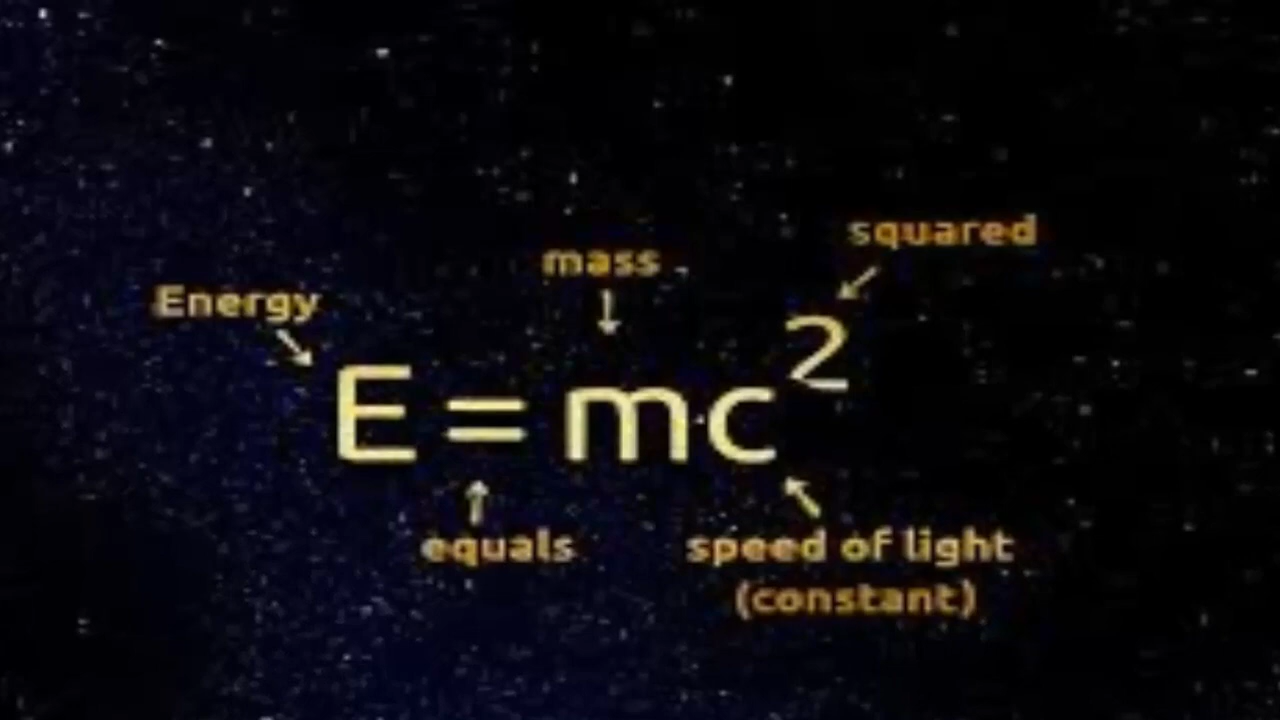 squared
mass
Energy
E=mc²
equals
speed of light
(constant)